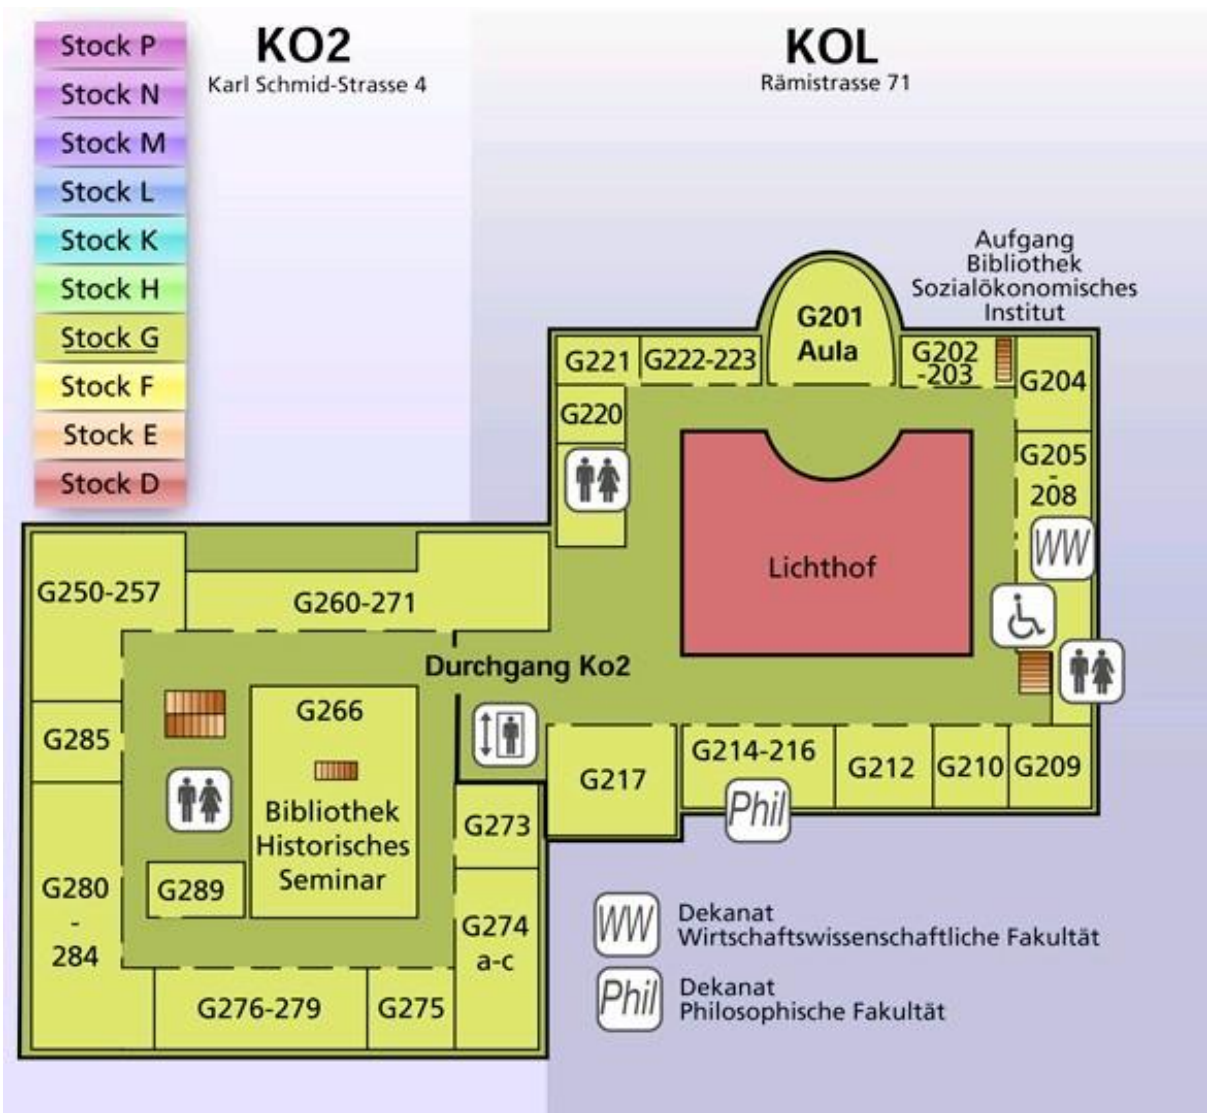 Stock P
Stock N
Stock M
Stock L
Stock K
Stock H
Stock G
Stock F
Stock E
Stock D
KO2
Karl Schmid-Strasse 4
KOL
Rämistrasse 71
Aufgang
Bibliothek
Sozialökonomisches
Institut
G201
Aula
G221
G222-223
G202
-203
G204
G220
G205
-
208
WW
Lichthof
G250-257
G260-271
Durchgang Ko2
G266
G285
Bibliothek
Historisches
Seminar
G289
G280
-
284
G273
G274
a-c
G276-279
G275
G217
G214-216
Phil
G212
G210
G209
WW
Dekanat
Wirtschaftswissenschaftliche Fakultät
Phil
Dekanat
Philosophische Fakultät